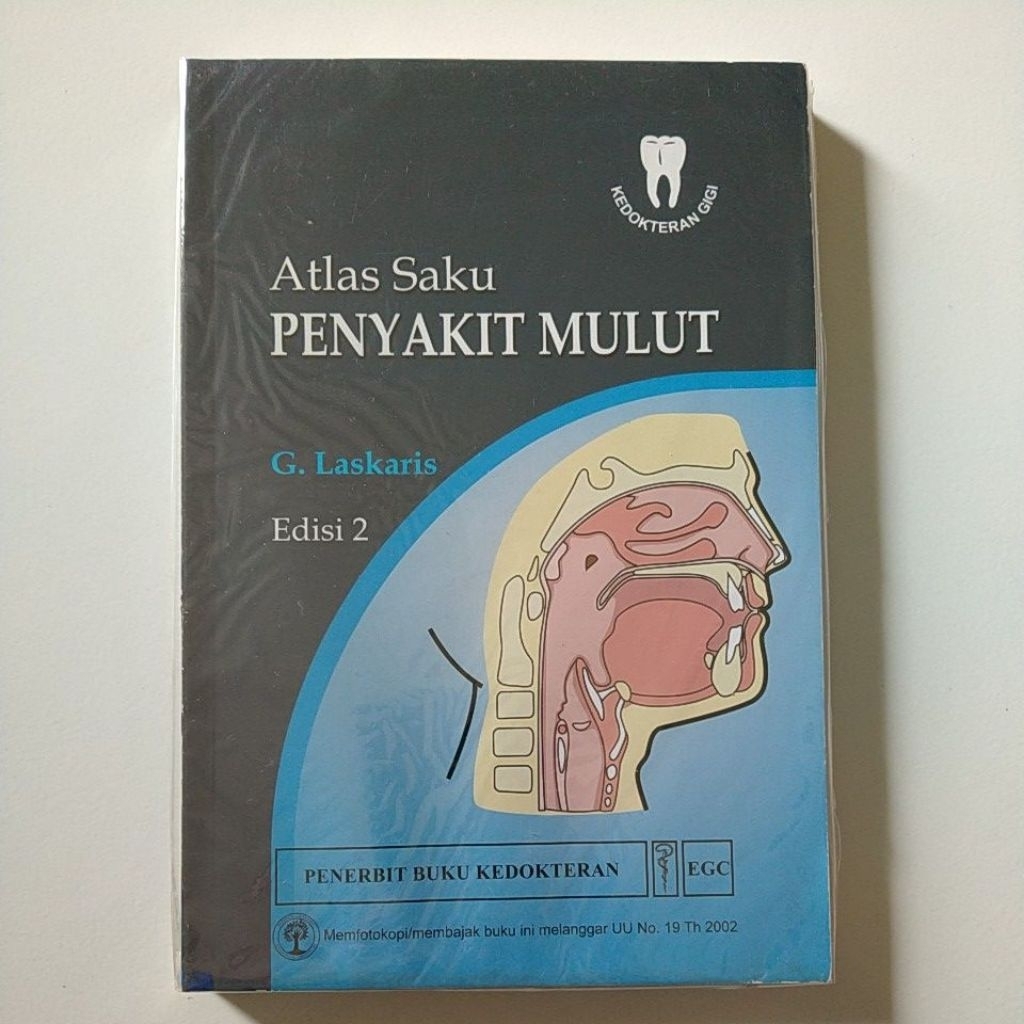 KEDOKTERAN GIGI
Atlas Saku
PENYAKIT MULUT
G. Laskaris
Edisi 2
PENERBIT BUKU KEDOKTERAN
EGC
Memfotokopi/membajak buku ini melanggar UU No. 19 Th 2002